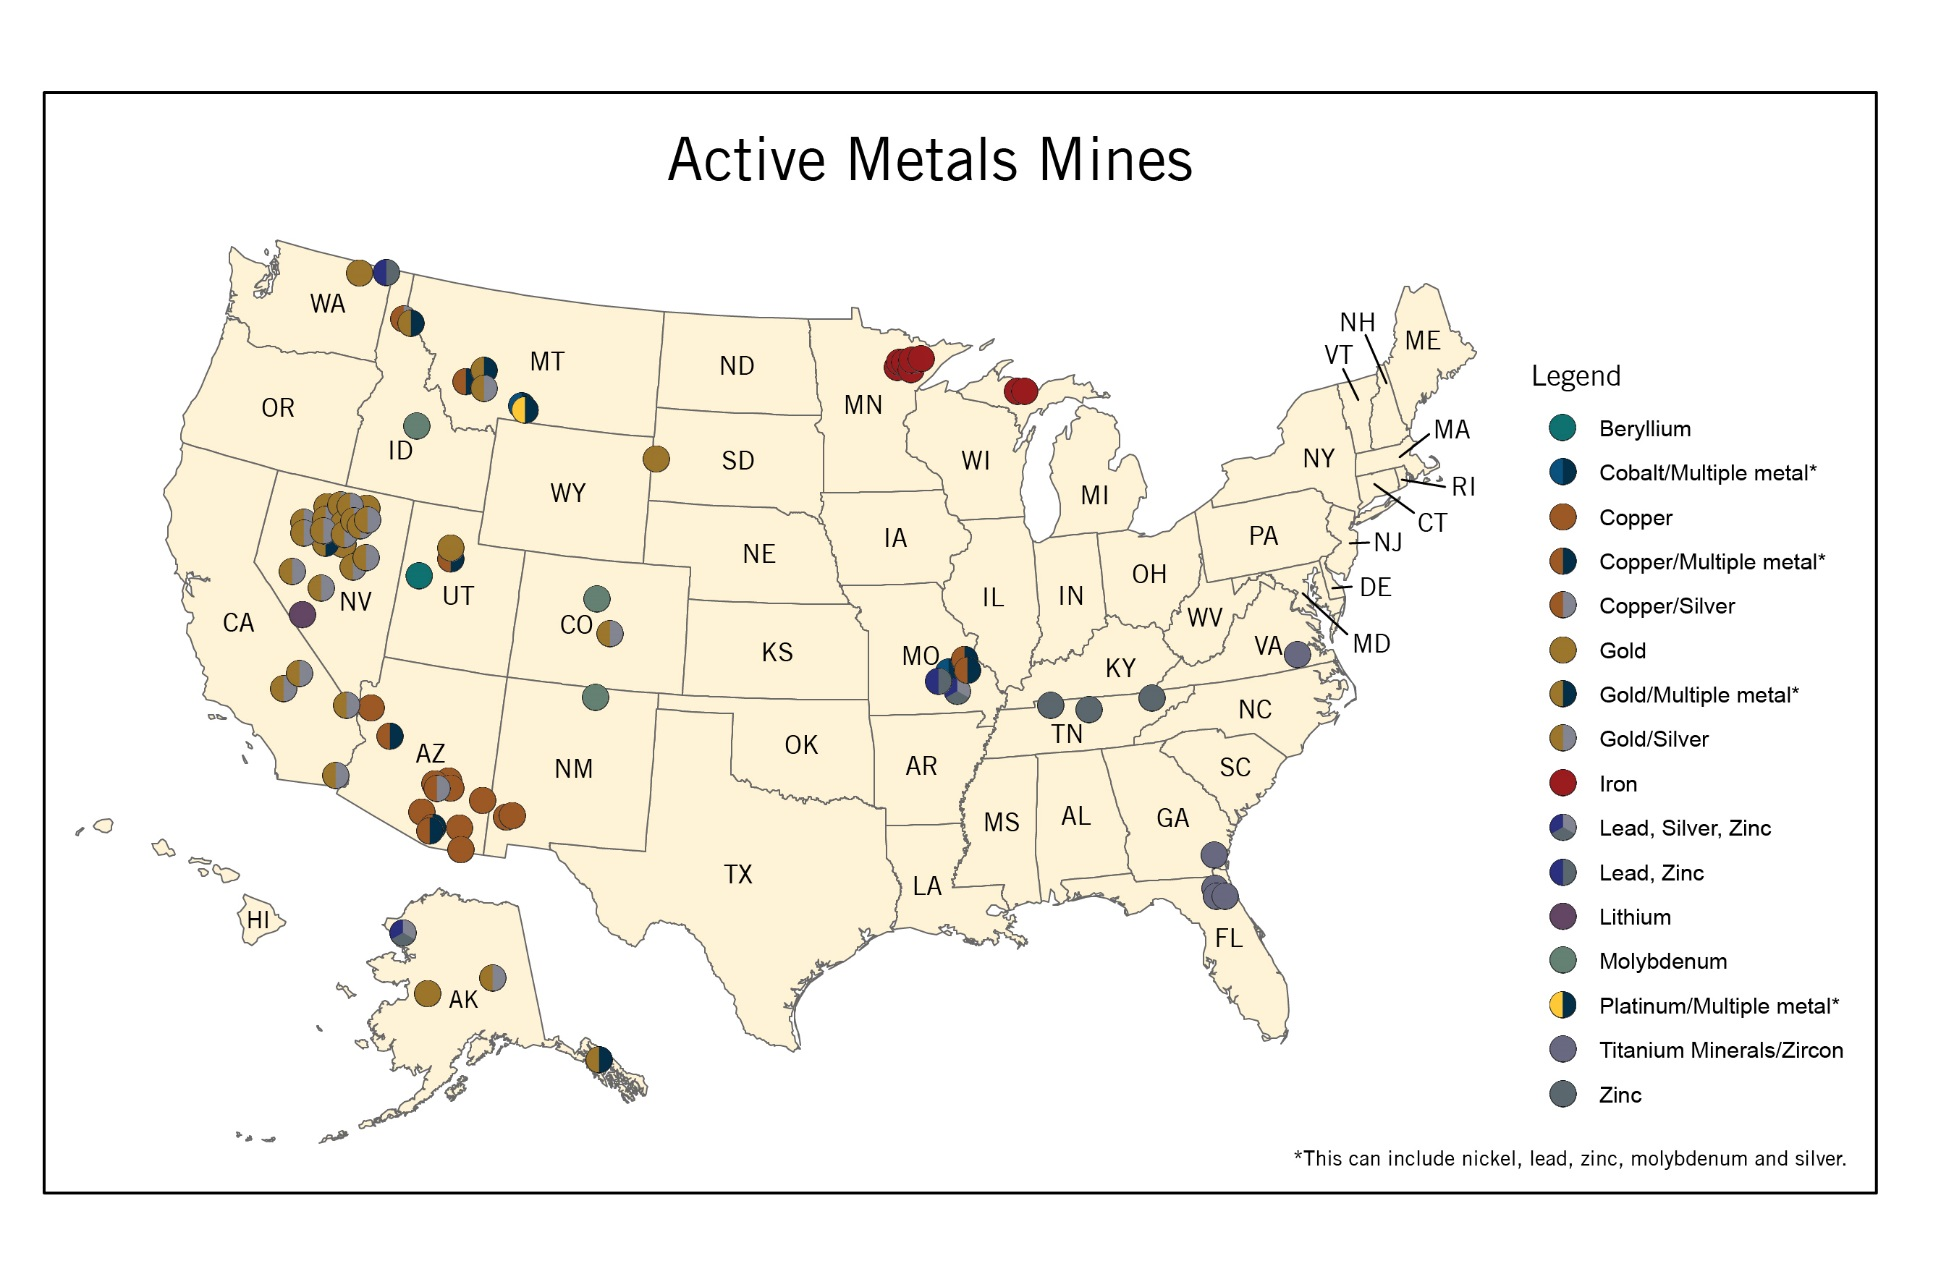 Active Metals Mines
WA
OR
CA
ID
NV
MT
WY
UT
CO
AZ
NM
ND
SD
NE
KS
OK
TX
MN
IA
MO
AR
LA
WI
IL
MI
IN
OH
KY
TN
MS
AL
GA
FL
SC
NC
VA
WV
PA
NY
VT
NH
ME
MA
RI
CT
NJ
DE
MD
HI
AK
Legend
Beryllium
Cobalt/Multiple metal*
Copper
Copper/Multiple metal*
Copper/Silver
Gold
Gold/Multiple metal*
Gold/Silver
Iron
Lead, Silver, Zinc
Lead, Zinc
Lithium
Molybdenum
Platinum/Multiple metal*
Titanium Minerals/Zircon
Zinc
*This can include nickel, lead, zinc, molybdenum and silver.